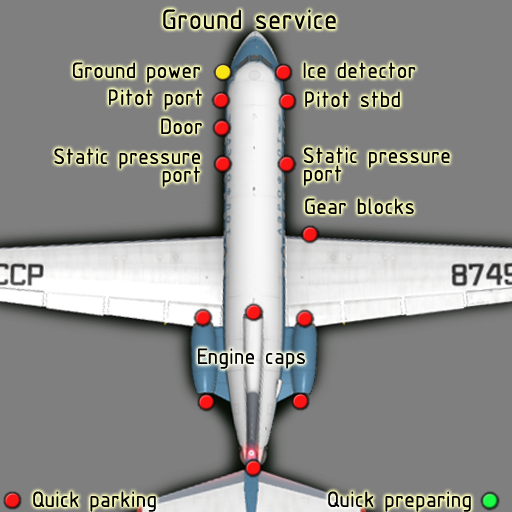 Ground service
Ground power
Ice detector
Pitot port
Pitot stbd
Door
Static pressure
port
Static pressure
port
Gear blocks
CCP
8749
Engine caps
Quick parking
Quick preparing